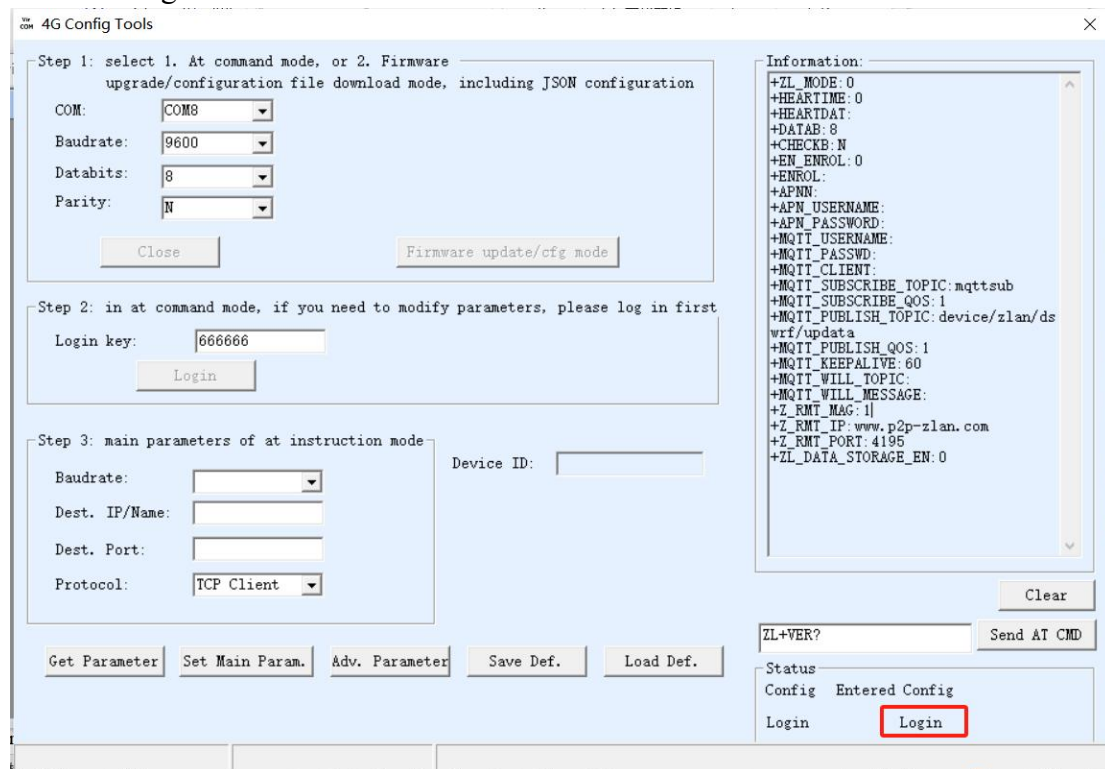 4G Config Tools
Step 1: select 1. At command mode, or 2. Firmware
upgrade/configuration file download mode, including JSON configuration
COM: COM8
Baudrate: 9600
Databits: 8
Parity: N
Close Firmware update/cfg mode
Step 2: in at command mode, if you need to modify parameters, please log in first
Login key: 666666
Login
Step 3: main parameters of at instruction mode
Baudrate:
Dest. IP/Name:
Dest. Port:
Protocol: TCP Client
Device ID:
Get Parameter Set Main Param. Adv. Parameter Save Def. Load Def.
Information:
+ZL_MODE:0
+HEARTIME:0
+HEARTDAT:
+DATAB:8
+CHECKB:N
+EN_ENROL:0
+ENROL:
+APNN:
+APN_USERNAME:
+APN_PASSWORD:
+MQTT_USERNAME:
+MQTT_PASSWD:
+MQTT_CLIENT:
+MQTT_SUBSCRIBE_TOPIC:mqttsub
+MQTT_SUBSCRIBE_QOS:1
+MQTT_PUBLISH_TOPIC:device/zlan/ds
wrf/updata
+MQTT_PUBLISH_QOS:1
+MQTT_KEEPALIVE:60
+MQTT_WILL_TOPIC:
+MQTT_WILL_MESSAGE:
+Z_RMT_MAG:1
+Z_RMT_IP:www.p2p-zlan.com
+Z_RMT_PORT:4195
+ZL_DATA_STORAGE_EN:0
Clear
ZL+VER? Send AT CMD
Status
Config Entered Config
Login Login